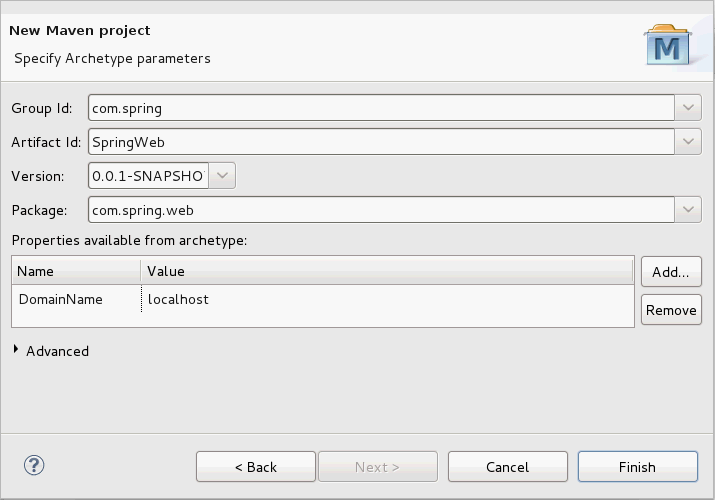 New Maven project
Specify Archetype parameters
M
Group Id: com.spring
Artifact Id: SpringWeb
Version: 0.0.1-SNAPSHO
Package: com.spring.web
Properties available from archetype:
Name Value
Add...
DomainName localhost
Remove
Advanced
?
< Back Next > Cancel Finish